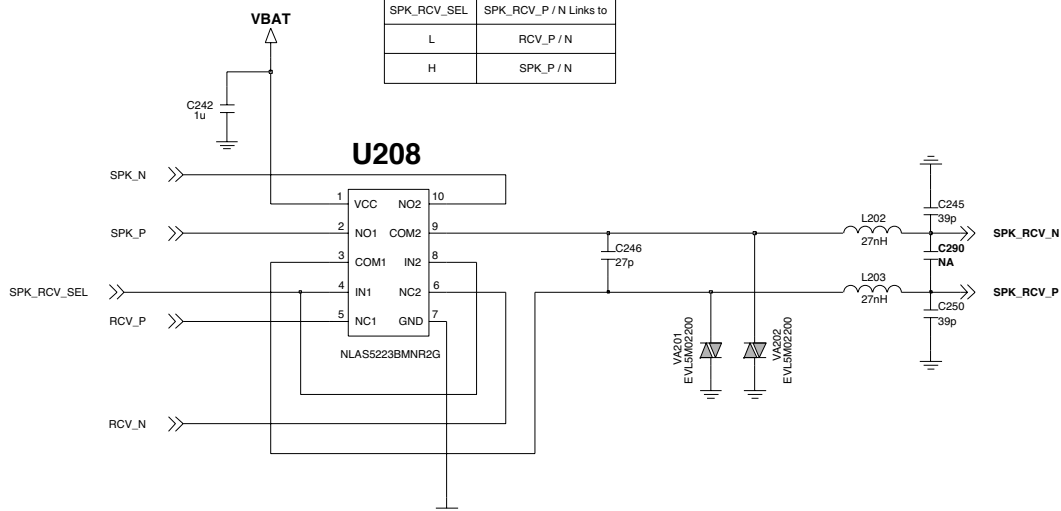 SPK_RCV_SEL SPK_RCV_P / N Links to
L RCV_P / N
H SPK_P / N
VBAT
C242
1u
U208
SPK_N
1 VCC NO2 10
SPK_P
2 NO1 COM2 9
3 COM1 IN2 8
SPK_RCV_SEL
4 IN1 NC2 6
RCV_P
5 NC1 GND 7
NLAS5223BMNR2G
RCV_N
C246
27p
VA201
EVL5M02200
VA202
EVL5M02200
L202
27nH
L203
27nH
C245
39p
SPK_RCV_N
C290
NA
SPK_RCV_P
C250
39p